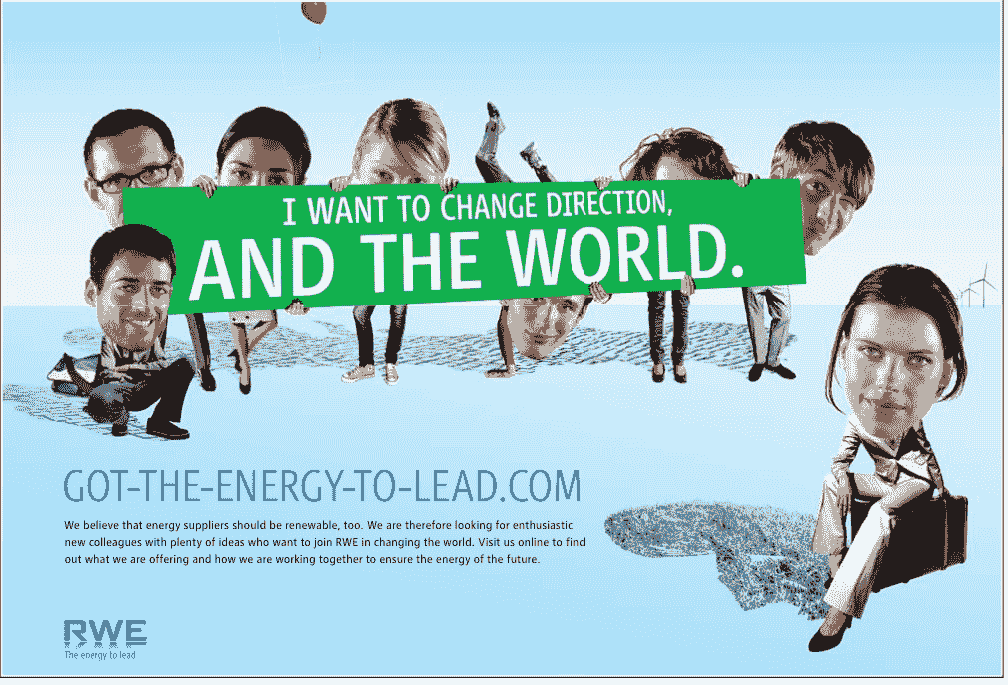 I WANT TO CHANGE DIRECTION,
AND THE WORLD.
GOT-THE-ENERGY-TO-LEAD.COM
We believe that energy suppliers should be renewable, too. We are therefore looking for enthusiastic
new colleagues with plenty of ideas who want to join RWE in changing the world. Visit us online to find
out what we are offering and how we are working together to ensure the energy of the future.
RWE
The energy to lead